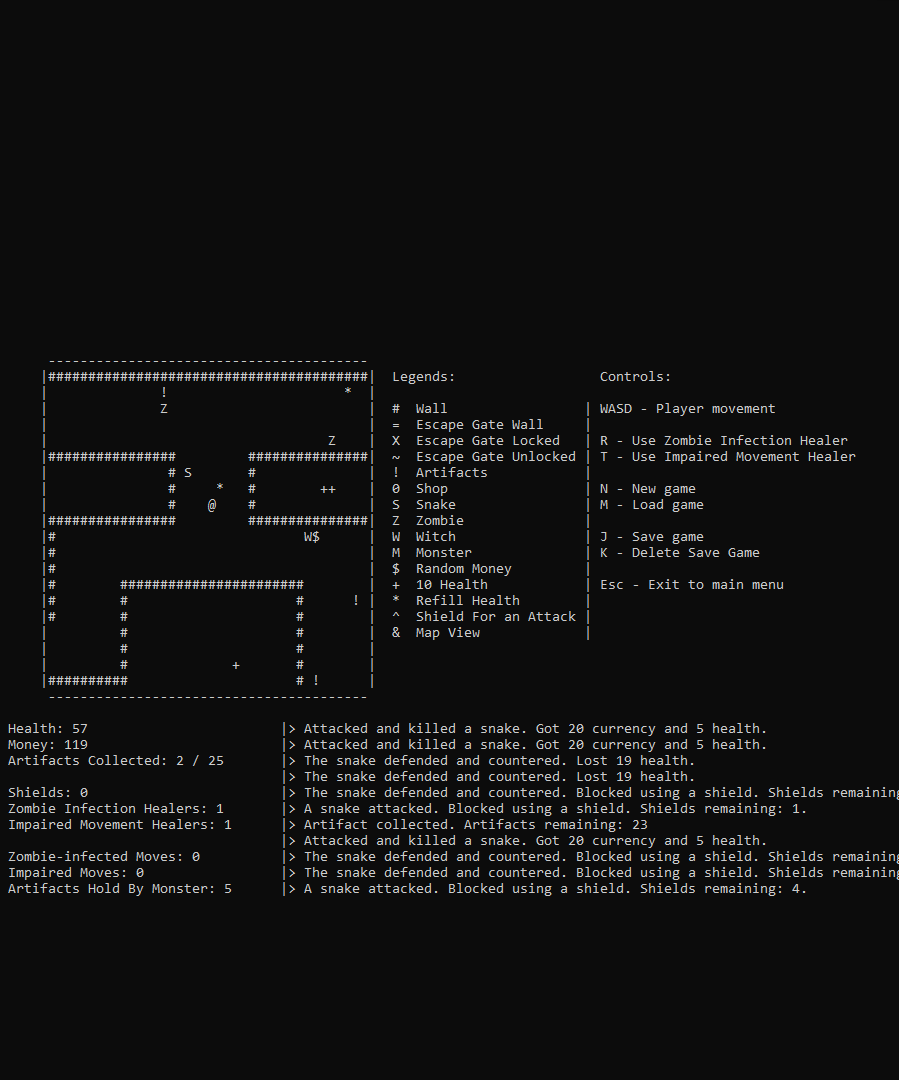 ----------------------------------------
|########################################|  Legends:                  Controls:
|              !                      *  |
|              Z                         |  #  Wall                 | WASD - Player movement
|                                        |  =  Escape Gate Wall     |
|                                   Z    |  X  Escape Gate Locked   | R - Use Zombie Infection Healer
|################         ###############|  ~  Escape Gate Unlocked | T - Use Impaired Movement Healer
|               # S       #              |  !  Artifacts            |
|               #     *   #        ++    |  0  Shop                 | N - New game
|               #    @    #              |  S  Snake                | M - Load game
|################         ###############|  Z  Zombie               |
|#                               W$      |  W  Witch                | J - Save game
|#                                       |  M  Monster              | K - Delete Save Game
|#                                       |  $  Random Money         |
|#        #######################        |  +  10 Health            | Esc - Exit to main menu
|#        #                     #      ! |  *  Refill Health        |
|#        #                     #        |  ^  Shield For an Attack |
|         #                     #        |  &  Map View             |
|         #                     #        |
|         #             +       #        |
|##########                     # !      |
----------------------------------------
Health: 57                        |> Attacked and killed a snake. Got 20 currency and 5 health.
Money: 119                        |> Attacked and killed a snake. Got 20 currency and 5 health.
Artifacts Collected: 2 / 25       |> The snake defended and countered. Lost 19 health.
|> The snake defended and countered. Lost 19 health.
Shields: 0                        |> The snake defended and countered. Blocked using a shield. Shields remaining
Zombie Infection Healers: 1       |> A snake attacked. Blocked using a shield. Shields remaining: 1.
Impaired Movement Healers: 1      |> Artifact collected. Artifacts remaining: 23
|> Attacked and killed a snake. Got 20 currency and 5 health.
Zombie-infected Moves: 0          |> The snake defended and countered. Blocked using a shield. Shields remaining
Impaired Moves: 0                 |> The snake defended and countered. Blocked using a shield. Shields remaining
Artifacts Hold By Monster: 5      |> A snake attacked. Blocked using a shield. Shields remaining: 4.